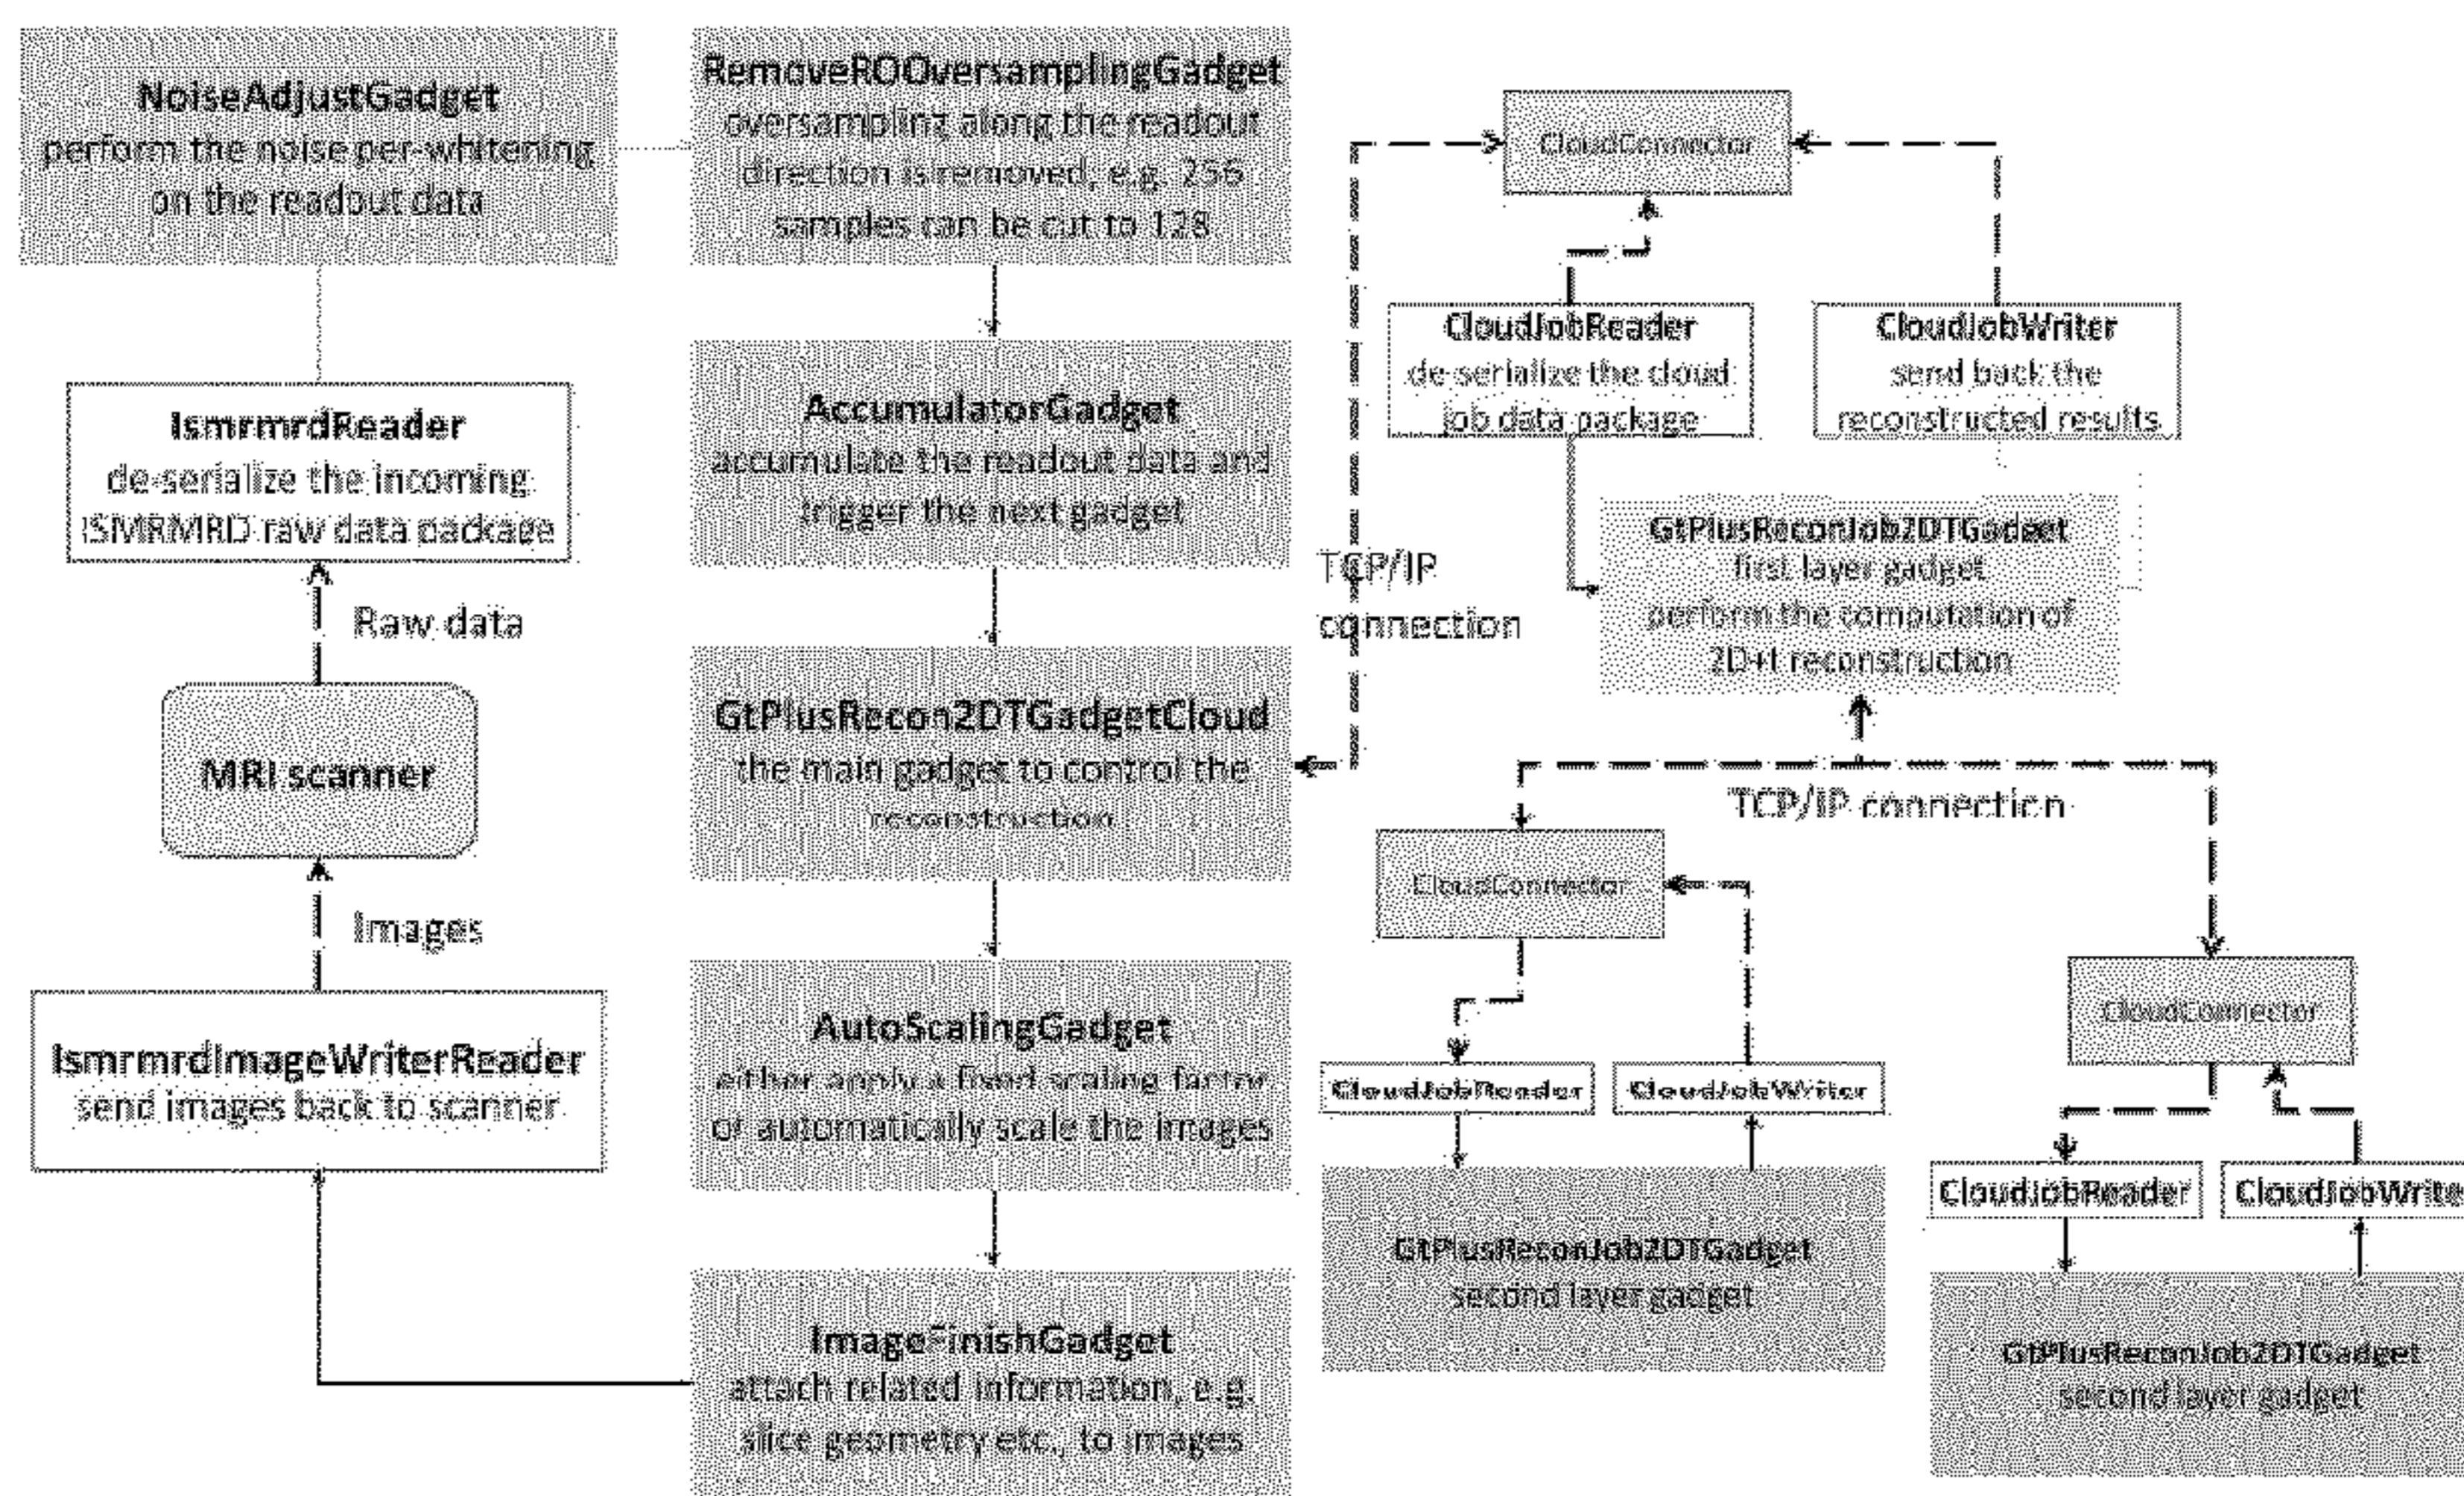 NoiseAdjustGadget
perform the noise per-whitening
on the readout data
IsmrmrdReader
de-serialize the incoming
ISMRMRD raw data package
Raw data
MRI scanner
Images
IsmrmrdImageWriterReader
send images back to scanner
RemoveROOversamplingGadget
oversampling along the readout
direction is removed, e.g. 256
samples can be cut to 128
AccumulatorGadget
accumulate the readout data and
trigger the next gadget
GtPlusRecon2DTGadgetCloud
the main gadget to control the
reconstruction
AutoScalingGadget
either apply a fixed scaling factor
or automatically scale the images
ImageFinishGadget
attach related information, e.g.
slice geometry etc., to images
TCP/IP
connection
CloudConnector
CloudJobReader
de-serialize the cloud
job data package
CloudJobWriter
send back the
reconstructed results
GtPlusReconJob2DTGadget
first layer gadget
perform the computation of
2D+t reconstruction
TCP/IP connection
CloudConnector
CloudJobReader
CloudJobWriter
GtPlusReconJob2DTGadget
second layer gadget
CloudConnector
CloudJobReader
CloudJobWrite
GtPlusReconJob2DTGadget
second layer gadget